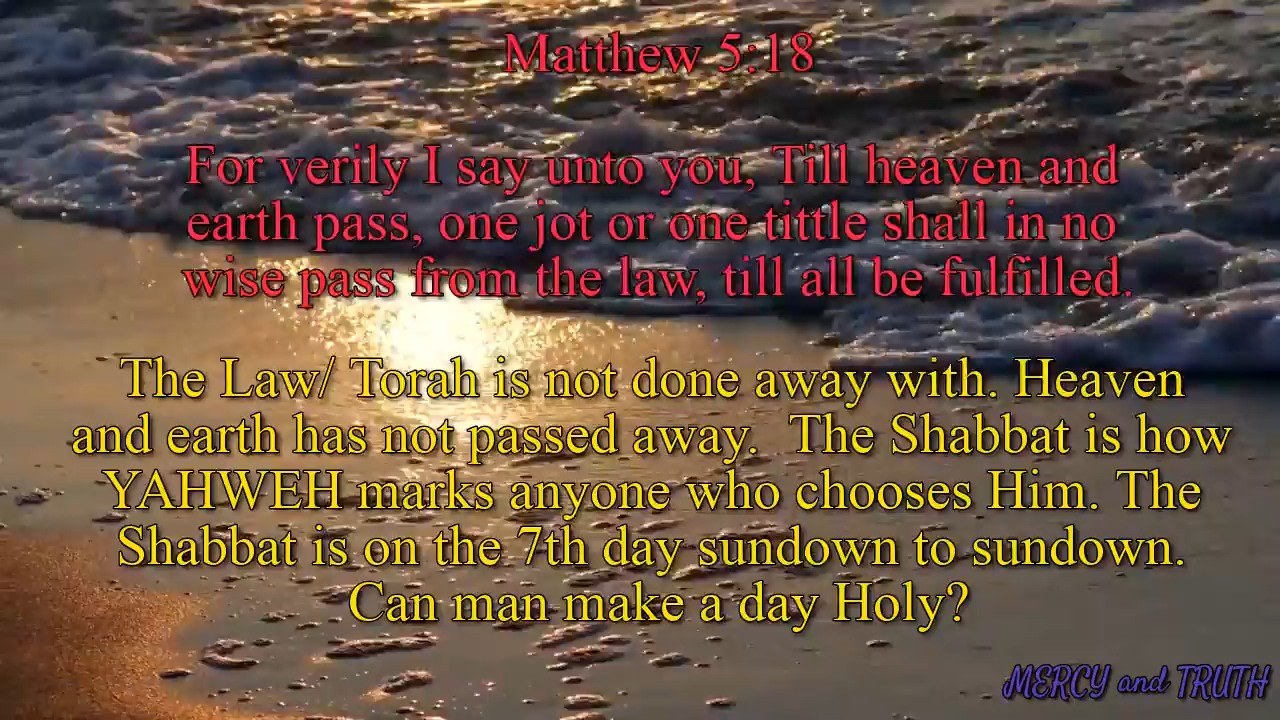 Matthew 5:18
For verily I say unto you, Till heaven and
earth pass, one jot or one tittle shall in no
wise pass from the law, till all be fulfilled.
The Law/ Torah is not done away with. Heaven
and earth has not passed away.  The Shabbat is how
YAHWEH marks anyone who chooses Him. The
Shabbat is on the 7th day sundown to sundown.
Can man make a day Holy?
MERCY and TRUTH